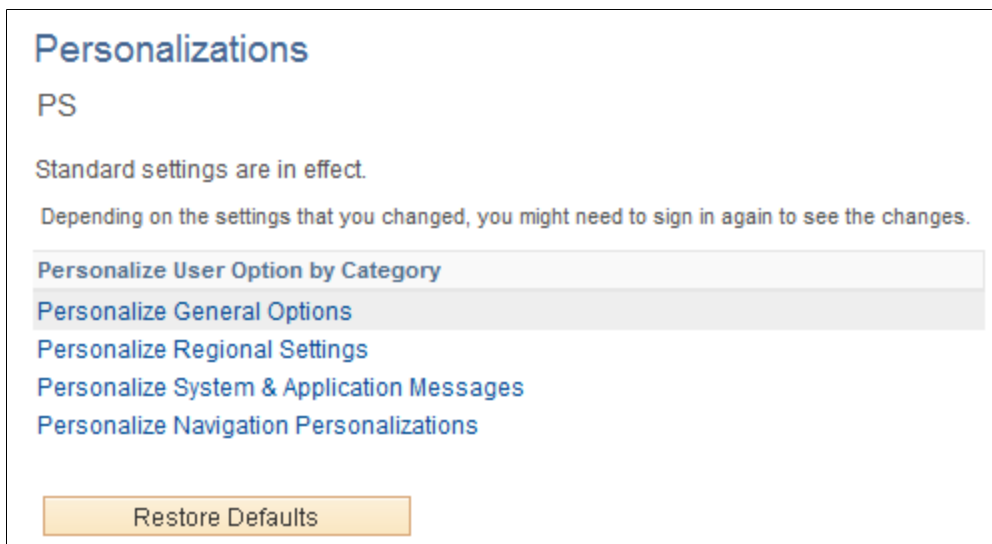 Personalizations
PS
Standard settings are in effect.
Depending on the settings that you changed, you might need to sign in again to see the changes.
Personalize User Option by Category
Personalize General Options
Personalize Regional Settings
Personalize System & Application Messages
Personalize Navigation Personalizations
Restore Defaults